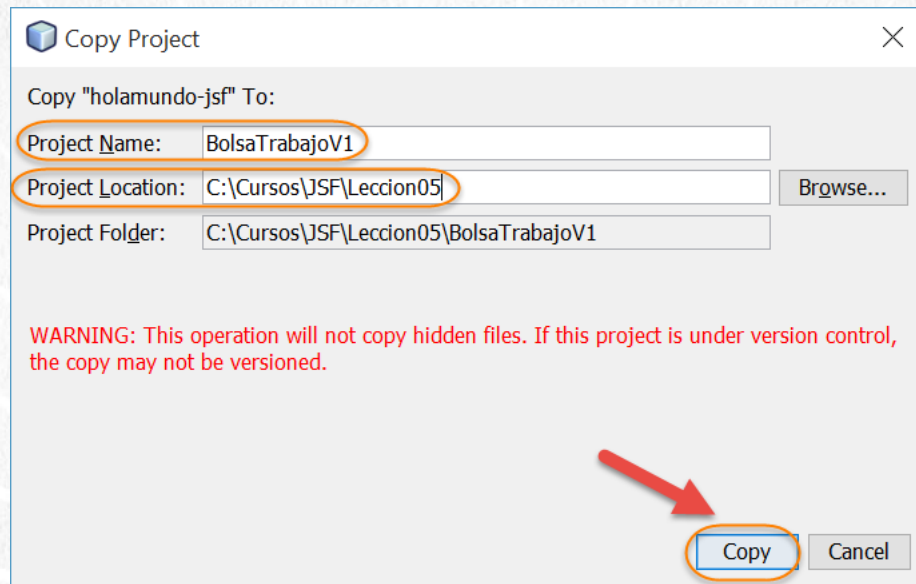 Copy Project
Copy "holamundo-jsf" To:
Project Name: BolsaTrabajoV1
Project Location: C:\Cursos\JSF\Leccion05 Browse...
Project Folder: C:\Cursos\JSF\Leccion05\BolsaTrabajoV1
WARNING: This operation will not copy hidden files. If this project is under version control,
the copy may not be versioned.
Copy Cancel